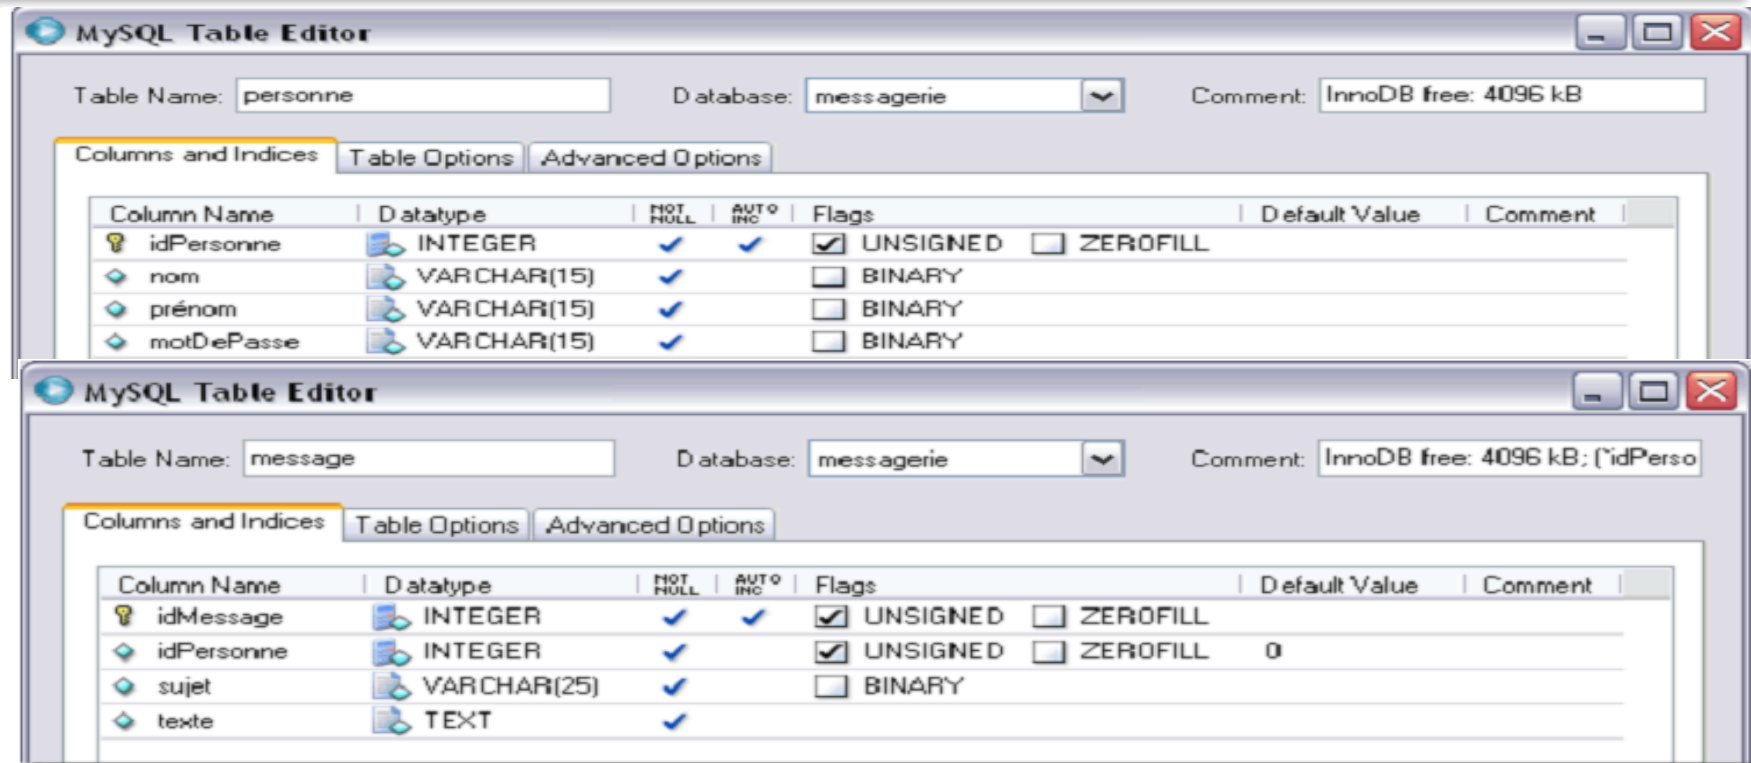 MySQL Table Editor
Table Name: personne Database: messagerie Comment: InnoDB free: 4096 kB
Columns and Indices Table Options Advanced Options
Column Name Datatype NOT NULL AUTO INC Flags Default Value Comment
idPersonne INTEGER UNSIGNED ZEROFILL
nom VARCHAR(15) BINARY
prénom VARCHAR(15) BINARY
motDePasse VARCHAR(15) BINARY
MySQL Table Editor
Table Name: message Database: messagerie Comment: InnoDB free: 4096 kB; (`idPerso
Columns and Indices Table Options Advanced Options
Column Name Datatype NOT NULL AUTO INC Flags Default Value Comment
idMessage INTEGER UNSIGNED ZEROFILL
idPersonne INTEGER UNSIGNED ZEROFILL 0
sujet VARCHAR(25) BINARY
texte TEXT